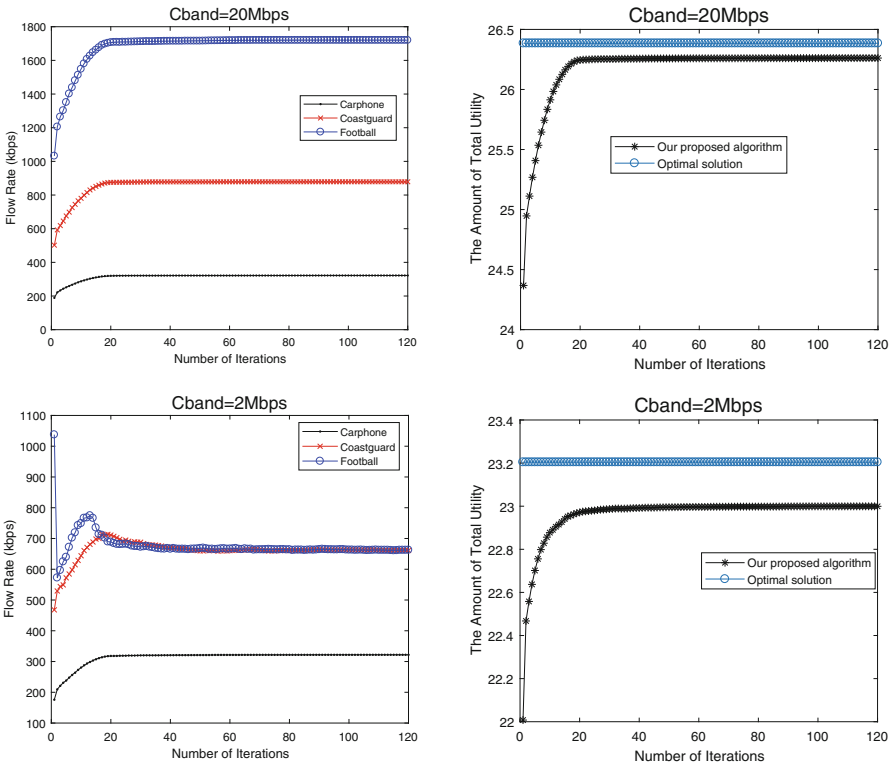 Cband=20Mbps
1800
1600
1400
1200
1000
800
600
400
200
0
Flow Rate (kbps)
Carphone
Coastguard
Football
0 20 40 60 80 100 120
Number of Iterations
Cband=20Mbps
26.5
26
25.5
25
24.5
24
The Amount of Total Utility
Our proposed algorithm
Optimal solution
0 20 40 60 80 100 120
Number of Iterations
Cband=2Mbps
1100
1000
900
800
700
600
500
400
300
200
100
Flow Rate (kbps)
Carphone
Coastguard
Football
0 20 40 60 80 100 120
Number of Iterations
Cband=2Mbps
23.4
23.2
23
22.8
22.6
22.4
22.2
22
The Amount of Total Utility
Our proposed algorithm
Optimal solution
0 20 40 60 80 100 120
Number of Iterations